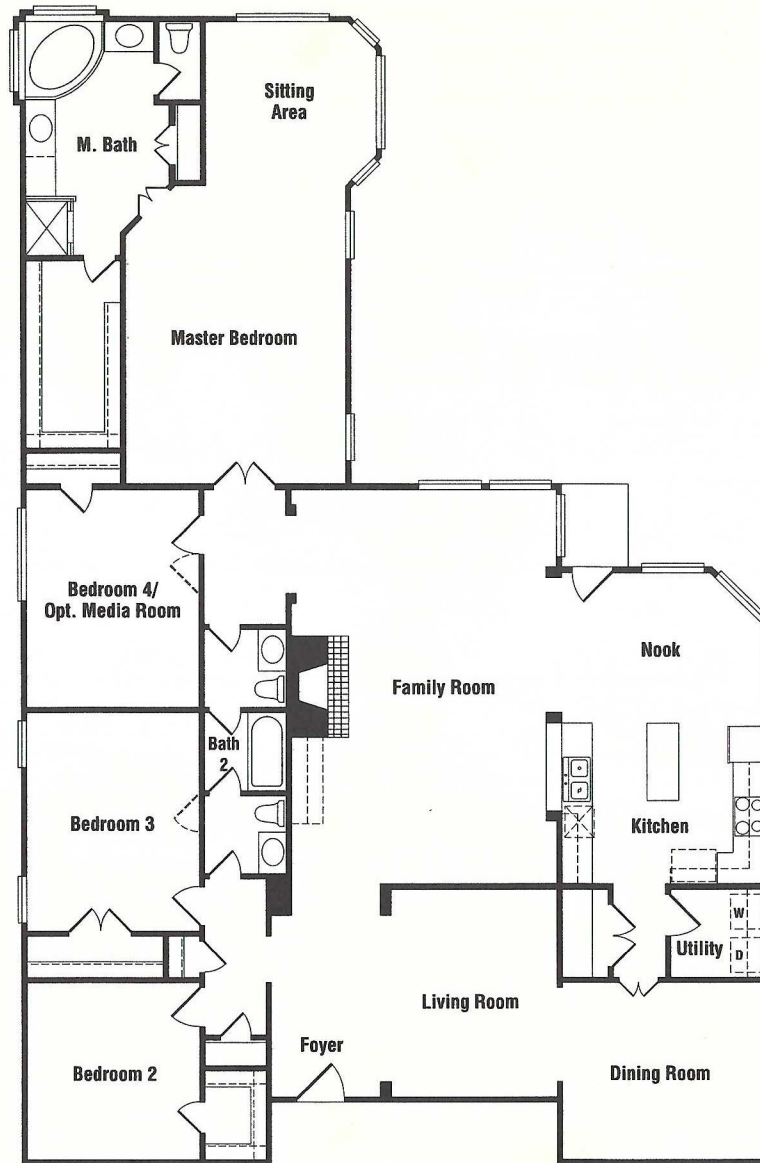 Sitting
Area
M. Bath
Master Bedroom
Bedroom 4/
Opt. Media Room
Nook
Family Room
Bath
2
Bedroom 3
Kitchen
W
Utility
D
Living Room
Foyer
Bedroom 2
Dining Room